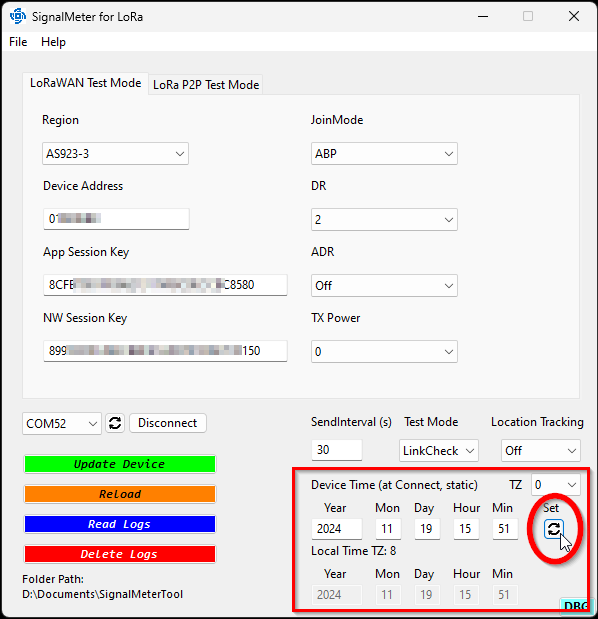 SignalMeter for LoRa
File Help
LoRaWAN Test Mode LoRa P2P Test Mode
Region JoinMode
AS923-3 ABP
Device Address DR
01 2
App Session Key ADR
8CF C8580 Off
NW Session Key TX Power
899 150 0
COM52 Disconnect
SendInterval (s) Test Mode Location Tracking
30 LinkCheck Off
Update Device
Reload
Read Logs
Delete Logs
Folder Path:
D:\Documents\SignalMeterTool
Device Time (at Connect, static) TZ 0
Year Mon Day Hour Min Set
2024 11 19 15 51
Local Time TZ: 8
Year Mon Day Hour Min
2024 11 19 15 51
DBG